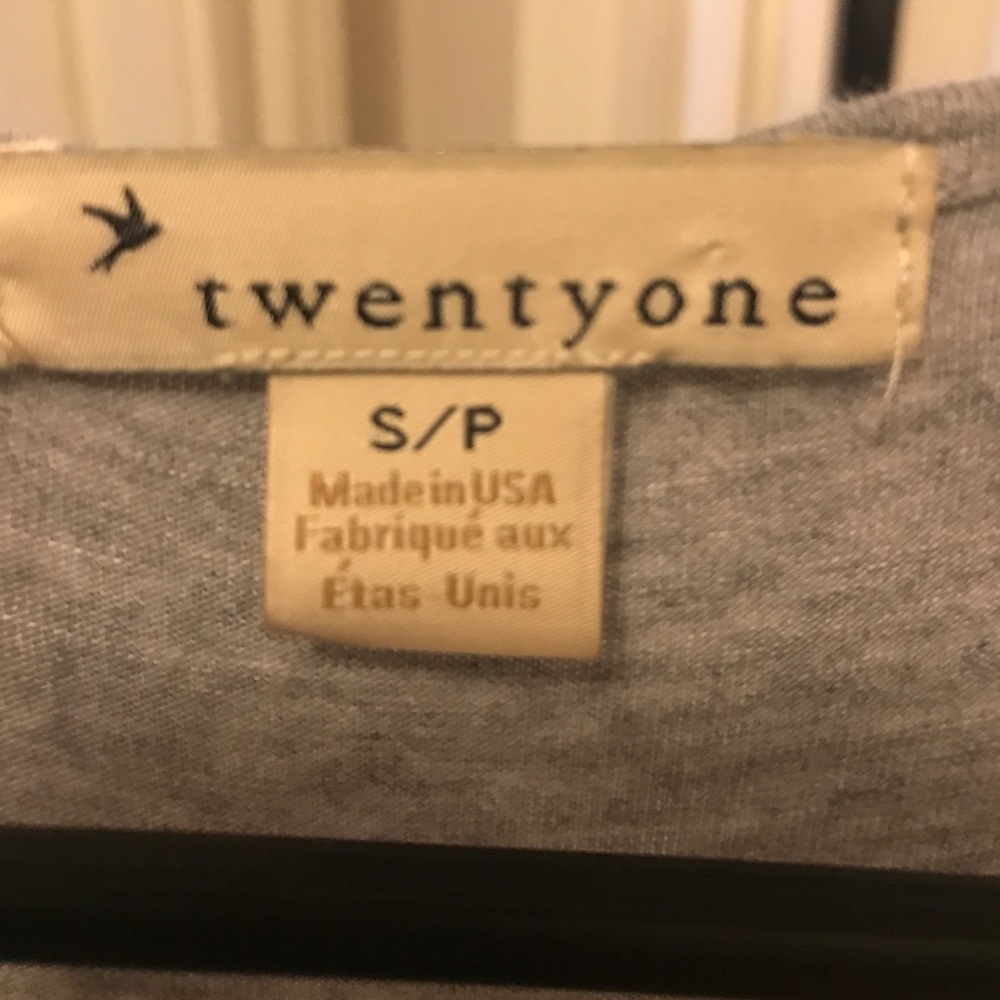 twentyone
S/P
Made in USA
Fabriqué aux
Étas Unis